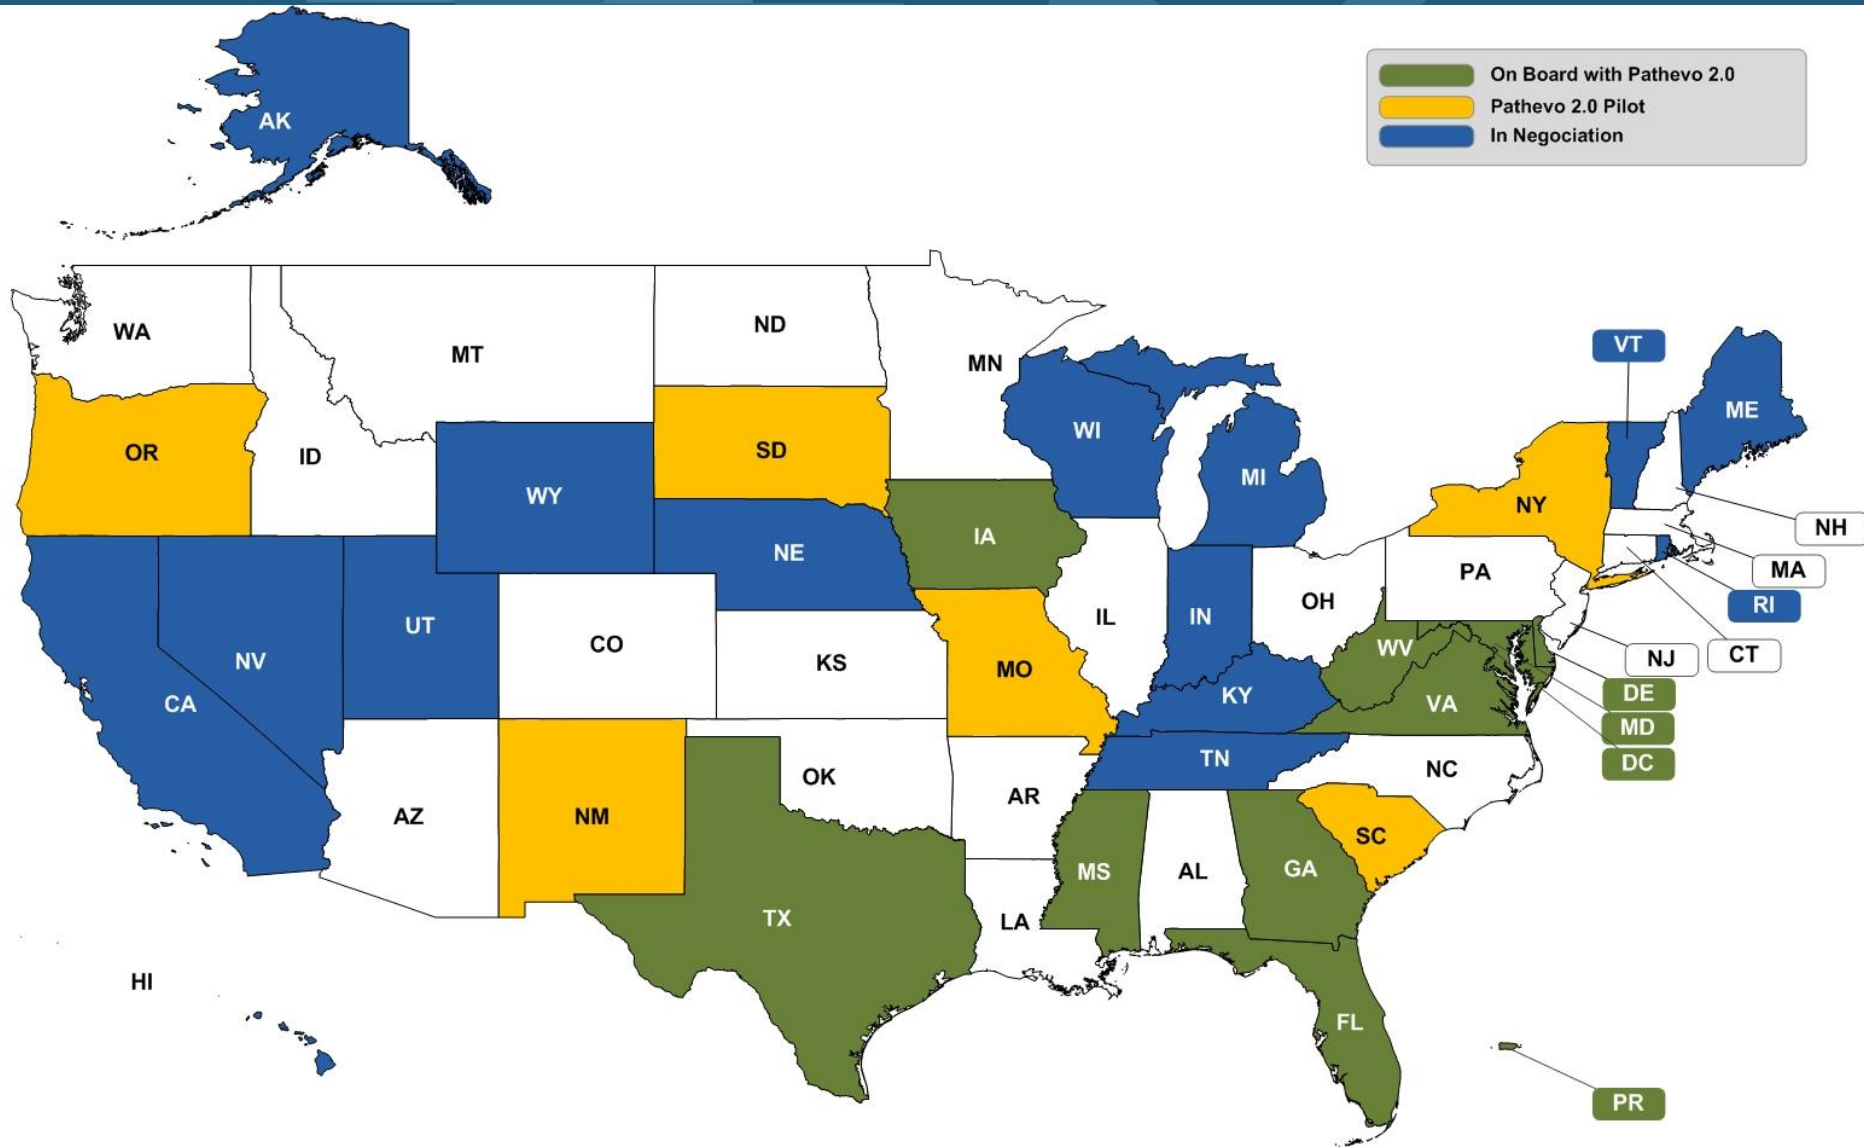 On Board with Pathevo 2.0
Pathevo 2.0 Pilot
In Negociation
AK
WA
MT
ND
MN
VT
ME
OR
ID
WY
SD
WI
MI
NY
NH
IA
NE
MA
PA
RI
OH
IL
IN
UT
CO
NV
KS
MO
WV
NJ
CT
CA
KY
VA
DE
MD
DC
TN
NC
OK
AR
AZ
NM
SC
MS
AL
GA
TX
LA
HI
FL
PR